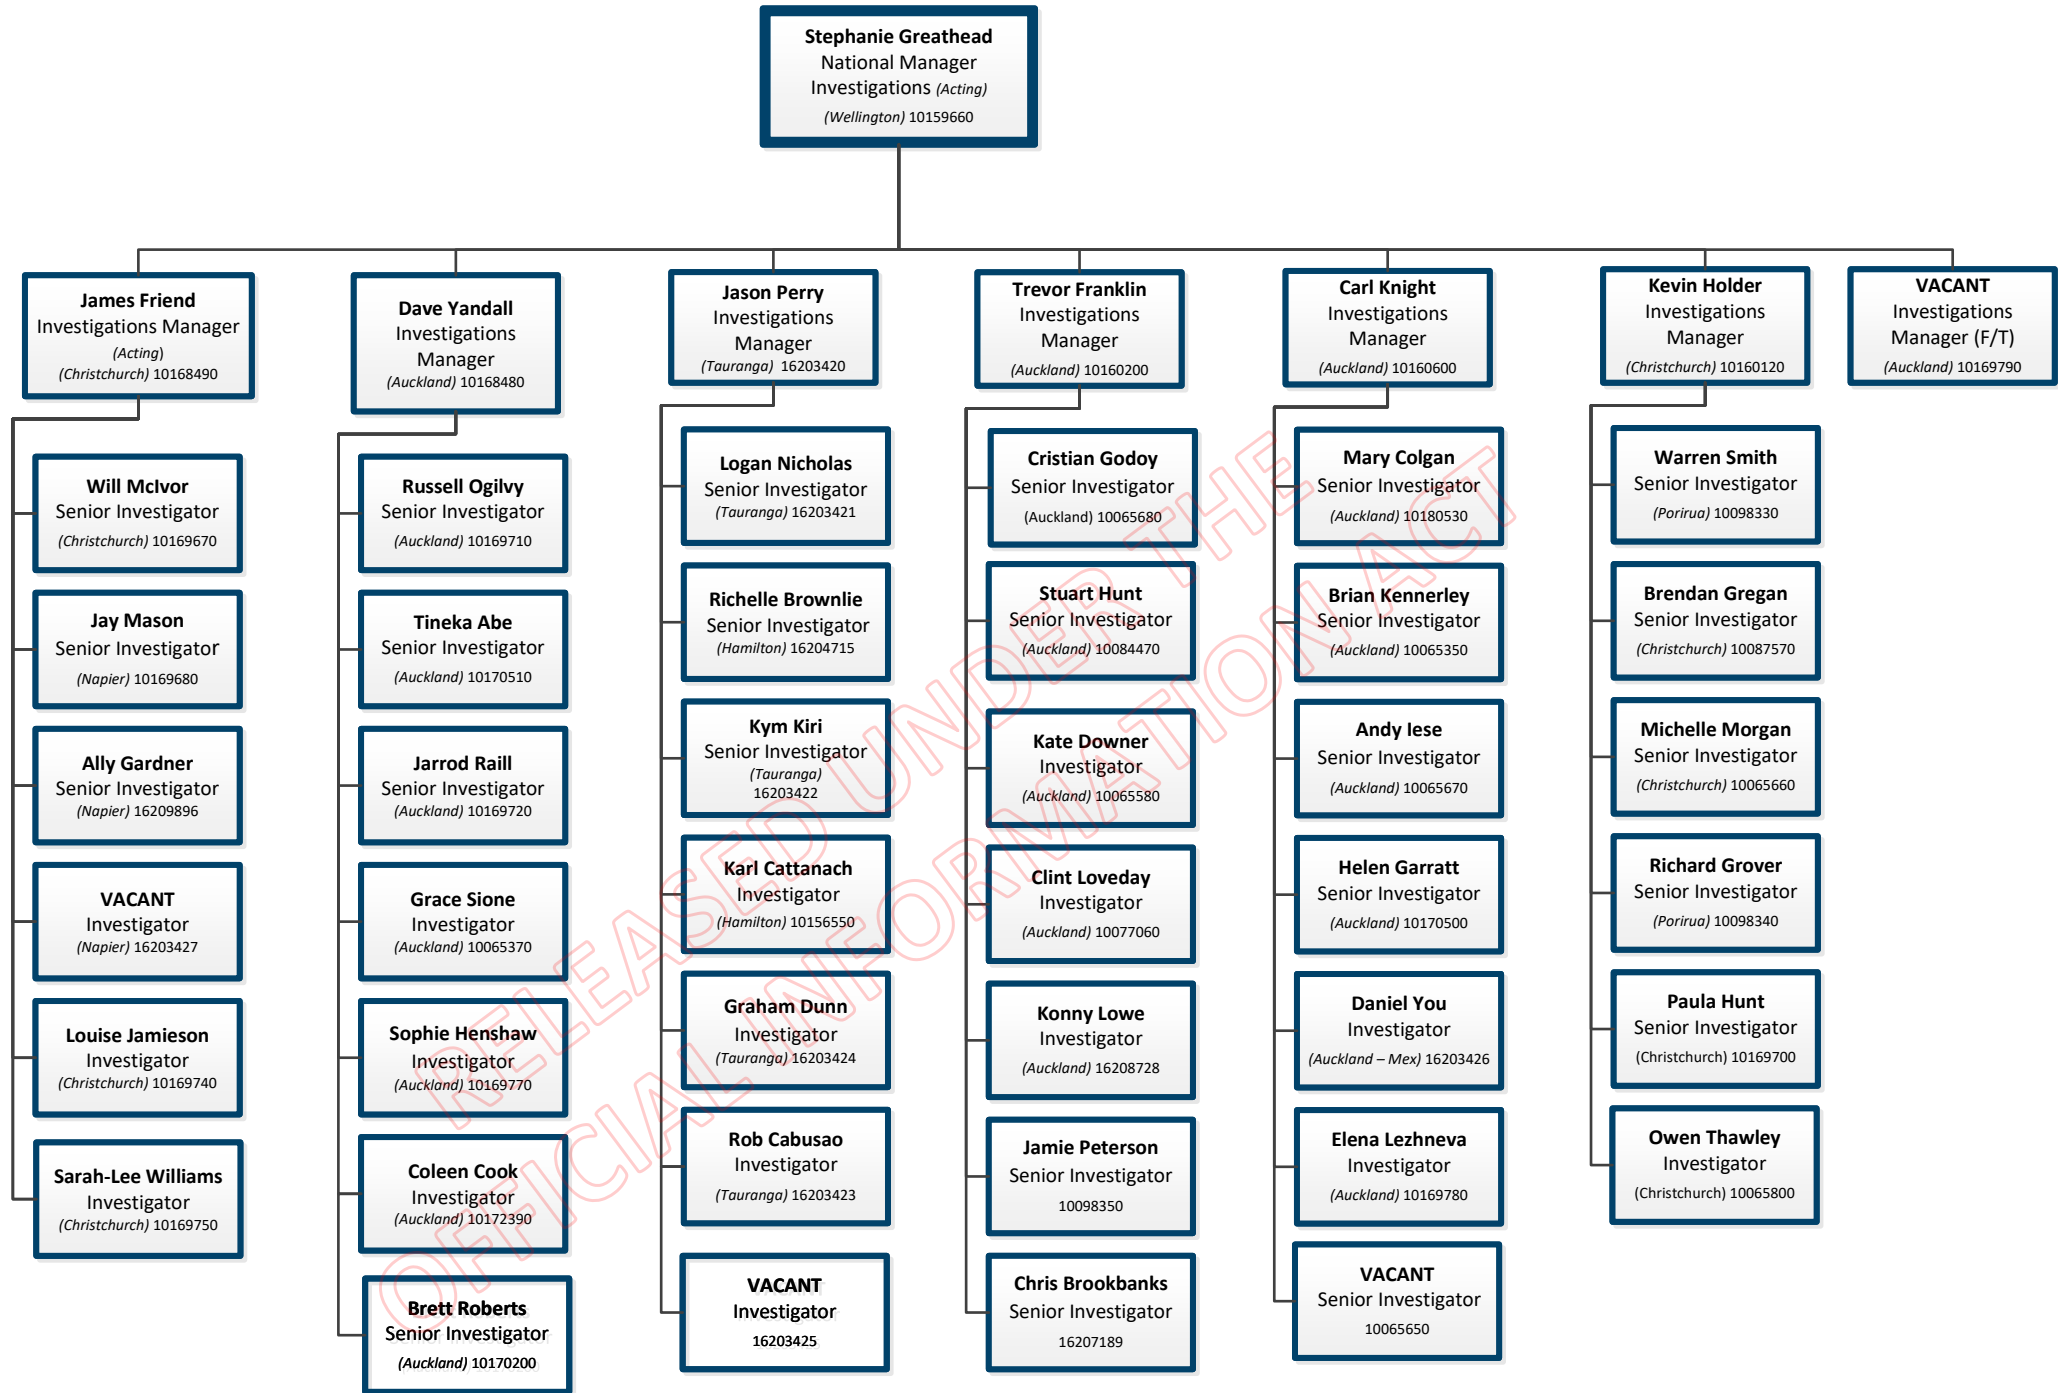 Stephanie Greathead
National Manager
Investigations (Acting)
(Wellington) 10159660
James Friend
Investigations Manager
(Acting)
(Christchurch) 10168490
Will McIvor
Senior Investigator
(Christchurch) 10169670
Jay Mason
Senior Investigator
(Napier) 10169680
Ally Gardner
Senior Investigator
(Napier) 16209896
VACANT
Investigator
(Napier) 16203427
Louise Jamieson
Investigator
(Christchurch) 10169740
Sarah-Lee Williams
Investigator
(Christchurch) 10169750
Dave Yandall
Investigations
Manager
(Auckland) 10168480
Russell Ogilvy
Senior Investigator
(Auckland) 10169710
Tineka Abe
Senior Investigator
(Auckland) 10170510
Jarrod Raill
Senior Investigator
(Auckland) 10169720
Grace Sione
Investigator
(Auckland) 10065370
Sophie Henshaw
Investigator
(Auckland) 10169770
Coleen Cook
Investigator
(Auckland) 10172390
Brett Roberts
Senior Investigator
(Auckland) 10170200
Jason Perry
Investigations
Manager
(Tauranga) 16203420
Logan Nicholas
Senior Investigator
(Tauranga) 16203421
Richelle Brownlie
Senior Investigator
(Hamilton) 16204715
Kym Kiri
Senior Investigator
(Tauranga)
16203422
Karl Cattanach
Investigator
(Hamilton) 10156550
Graham Dunn
Investigator
(Tauranga) 16203424
Rob Cabusao
Investigator
(Tauranga) 16203423
VACANT
Investigator
16203425
Trevor Franklin
Investigations
Manager
(Auckland) 10160200
Cristian Godoy
Senior Investigator
(Auckland) 10065680
Stuart Hunt
Senior Investigator
(Auckland) 10084470
Kate Downer
Investigator
(Auckland) 10065580
Clint Loveday
Investigator
(Auckland) 10077060
Konny Lowe
Investigator
(Auckland) 16208728
Jamie Peterson
Senior Investigator
10098350
Chris Brookbanks
Senior Investigator
16207189
Carl Knight
Investigations
Manager
(Auckland) 10160600
Mary Colgan
Senior Investigator
(Auckland) 10180530
Brian Kennerley
Senior Investigator
(Auckland) 10065350
Andy Iese
Senior Investigator
(Auckland) 10065670
Helen Garratt
Senior Investigator
(Auckland) 10170500
Daniel You
Investigator
(Auckland – Mex) 16203426
Elena Lezhneva
Investigator
(Auckland) 10169780
VACANT
Senior Investigator
10065650
Kevin Holder
Investigations
Manager
(Christchurch) 10160120
Warren Smith
Senior Investigator
(Porirua) 10098330
Brendan Gregan
Senior Investigator
(Christchurch) 10087570
Michelle Morgan
Senior Investigator
(Christchurch) 10065660
Richard Grover
Senior Investigator
(Porirua) 10098340
Paula Hunt
Senior Investigator
(Christchurch) 10169700
Owen Thawley
Investigator
(Christchurch) 10065800
VACANT
Investigations
Manager (F/T)
(Auckland) 10169790
RELEASED UNDER THE
OFFICIAL INFORMATION ACT